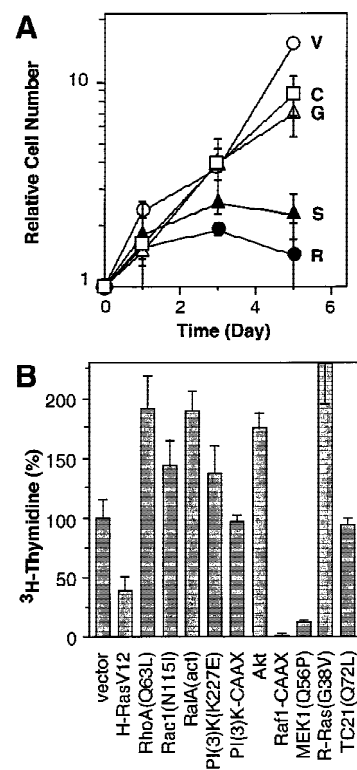 A
Relative Cell Number
10
1
V
C
G
S
R
0
2
4
6
Time (Day)
B
³H-Thymidine (%)
200
150
100
50
0
vector
H-RasV12
RhoA(Q63L)
Rac1(N115I)
RalA(act)
PI(3)K(K227E)
PI(3)K-CAAX
Akt
Raf1-CAAX
MEK1(Q56P)
R-Ras(G38V)
TC21(Q72L)